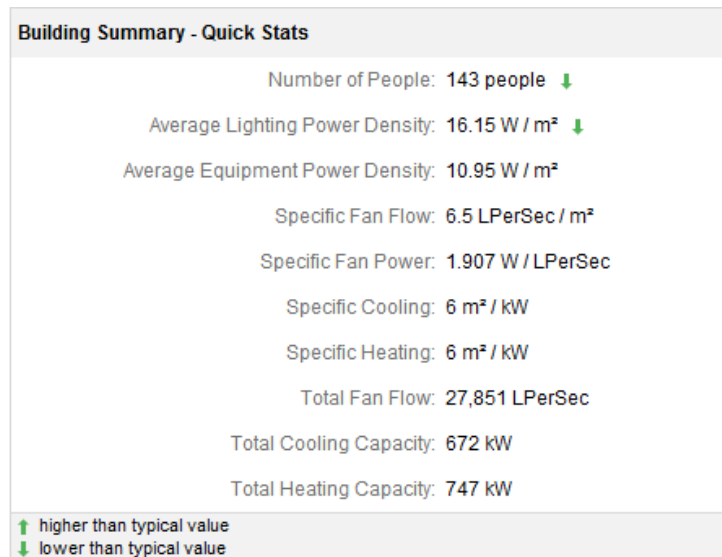 Building Summary - Quick Stats
Number of People: 143 people
Average Lighting Power Density: 16.15 W / m²
Average Equipment Power Density: 10.95 W / m²
Specific Fan Flow: 6.5 LPerSec / m²
Specific Fan Power: 1.907 W / LPerSec
Specific Cooling: 6 m² / kW
Specific Heating: 6 m² / kW
Total Fan Flow: 27,851 LPerSec
Total Cooling Capacity: 672 kW
Total Heating Capacity: 747 kW
higher than typical value
lower than typical value